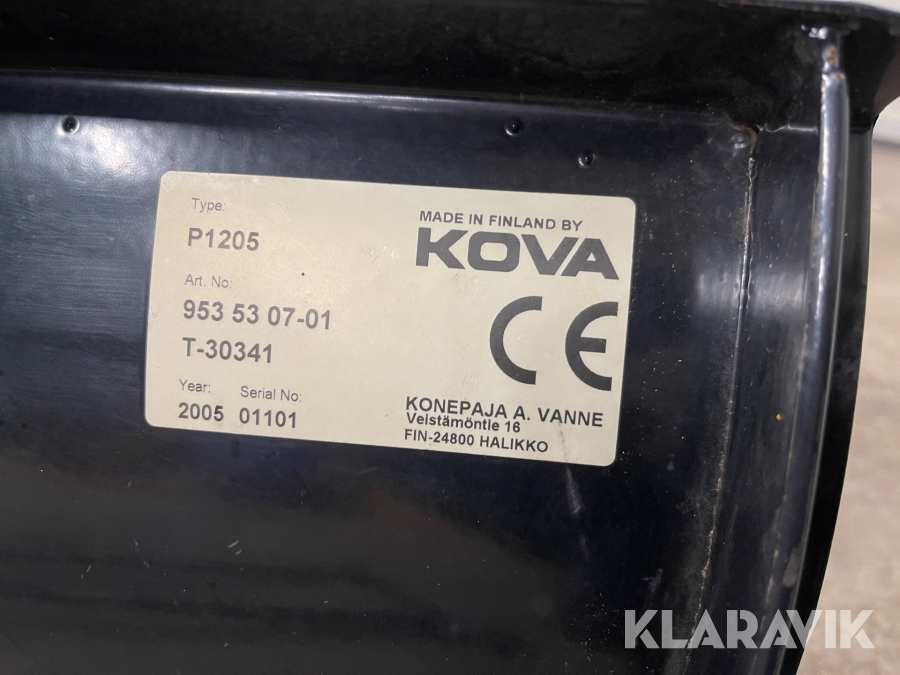 Type:
P1205
Art. No:
953 53 07-01
T-30341
Year: Serial No:
2005 01101
MADE IN FINLAND BY
KOVA
CE
KONEPAJA A. VANNE
Veistämöntie 16
FIN-24800 HALIKKO
KLARAVIK